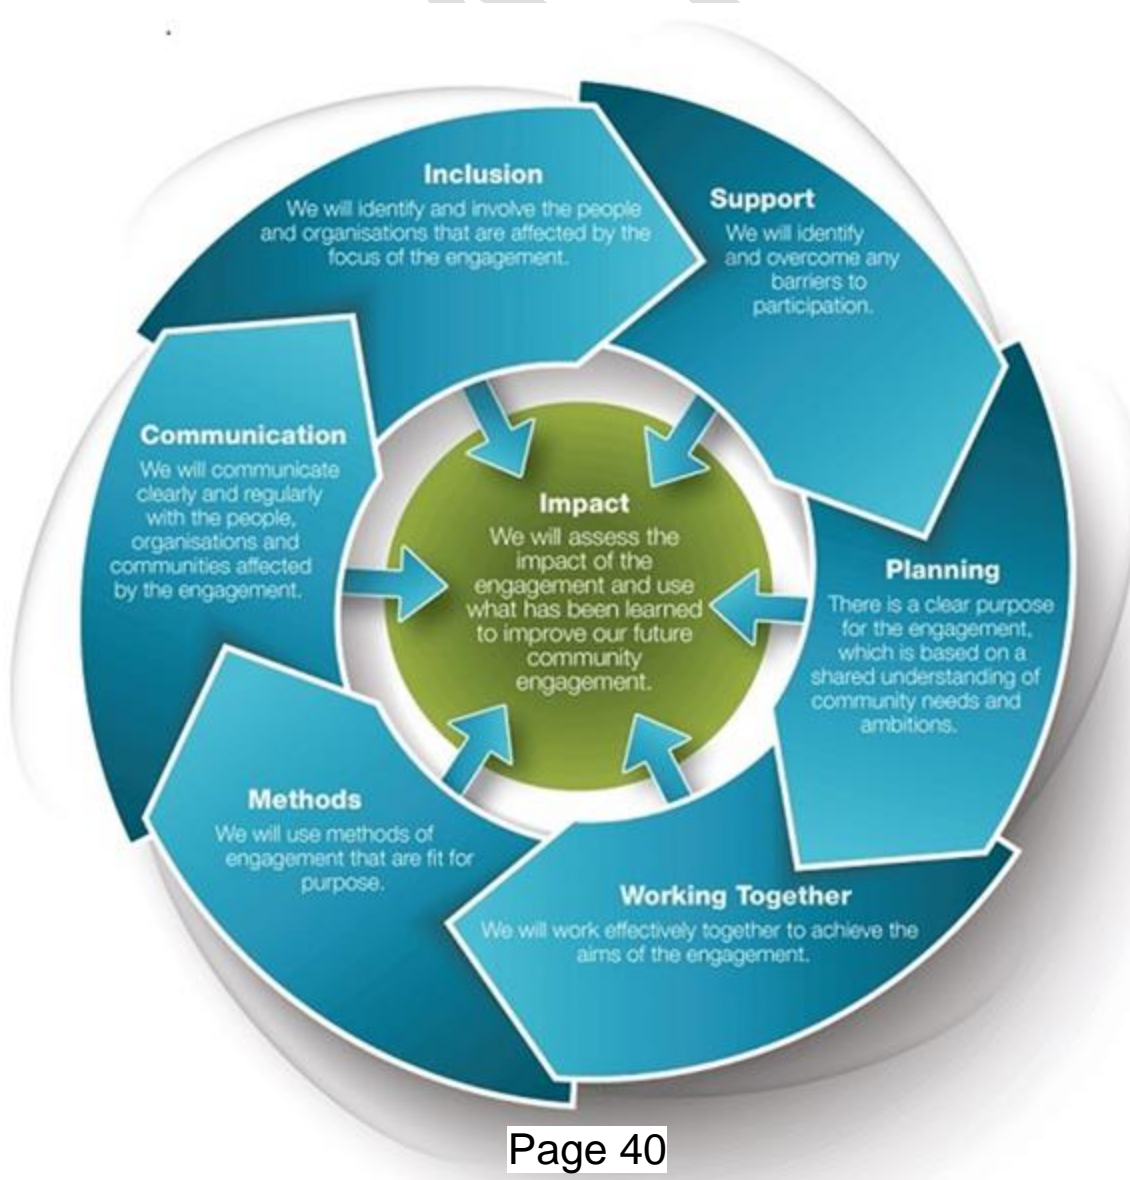 Inclusion
We will identify and involve the people
and organisations that are affected by the
focus of the engagement.
Support
We will identify
and overcome any
barriers to
participation.
Planning
There is a clear purpose
for the engagement,
which is based on a
shared understanding of
community needs and
ambitions.
Working Together
We will work effectively together to achieve the
aims of the engagement.
Methods
We will use methods of
engagement that are fit for
purpose.
Communication
We will communicate
clearly and regularly
with the people,
organisations and
communities affected
by the engagement.
Impact
We will assess the
impact of the
engagement and use
what has been learned
to improve our future
community
engagement.
Page 40